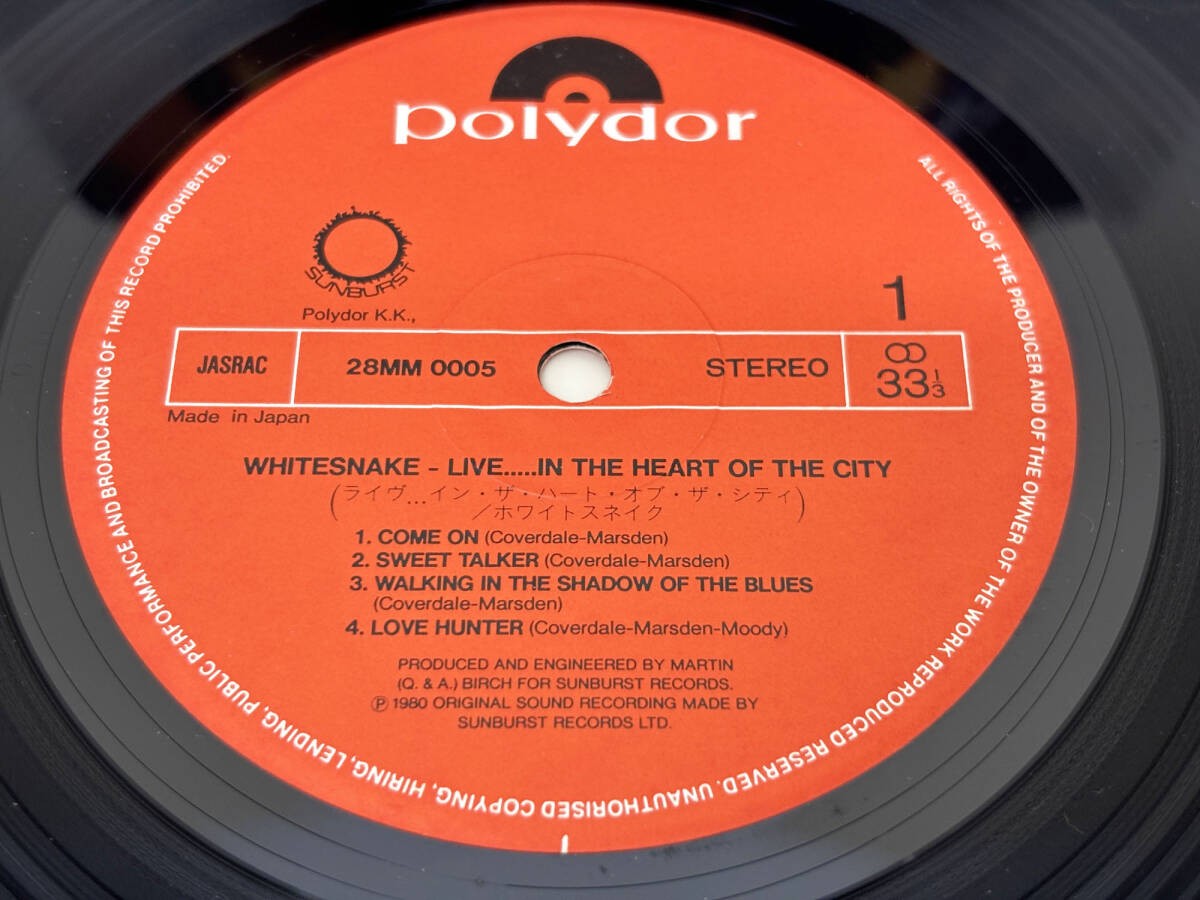 polydor
SUNBURST
Polydor K.K.,
1
JASRAC
28MM 0005
STEREO
33 1/3
Made in Japan
WHITESNAKE - LIVE.....IN THE HEART OF THE CITY
(ライヴ...イン・ザ・ハート・オブ・ザ・シティ
/ホワイトスネイク)
1. COME ON (Coverdale-Marsden)
2. SWEET TALKER (Coverdale-Marsden)
3. WALKING IN THE SHADOW OF THE BLUES
(Coverdale-Marsden)
4. LOVE HUNTER (Coverdale-Marsden-Moody)
PRODUCED AND ENGINEERED BY MARTIN
(Q. & A.) BIRCH FOR SUNBURST RECORDS.
Ⓟ 1980 ORIGINAL SOUND RECORDING MADE BY
SUNBURST RECORDS LTD.
ALL RIGHTS OF THE PRODUCER AND OF THE OWNER OF THE WORK REPRODUCED RESERVED. UNAUTHORISED COPYING, HIRING, LENDING, PUBLIC PERFORMANCE AND BROADCASTING OF THIS RECORD PROHIBITED.